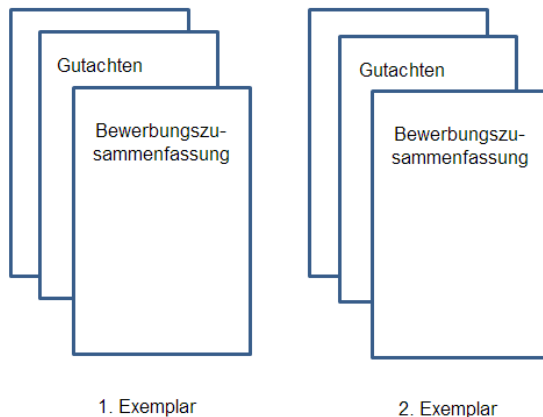 Gutachten
Bewerbungszu-
sammenfassung
1. Exemplar
Gutachten
Bewerbungszu-
sammenfassung
2. Exemplar